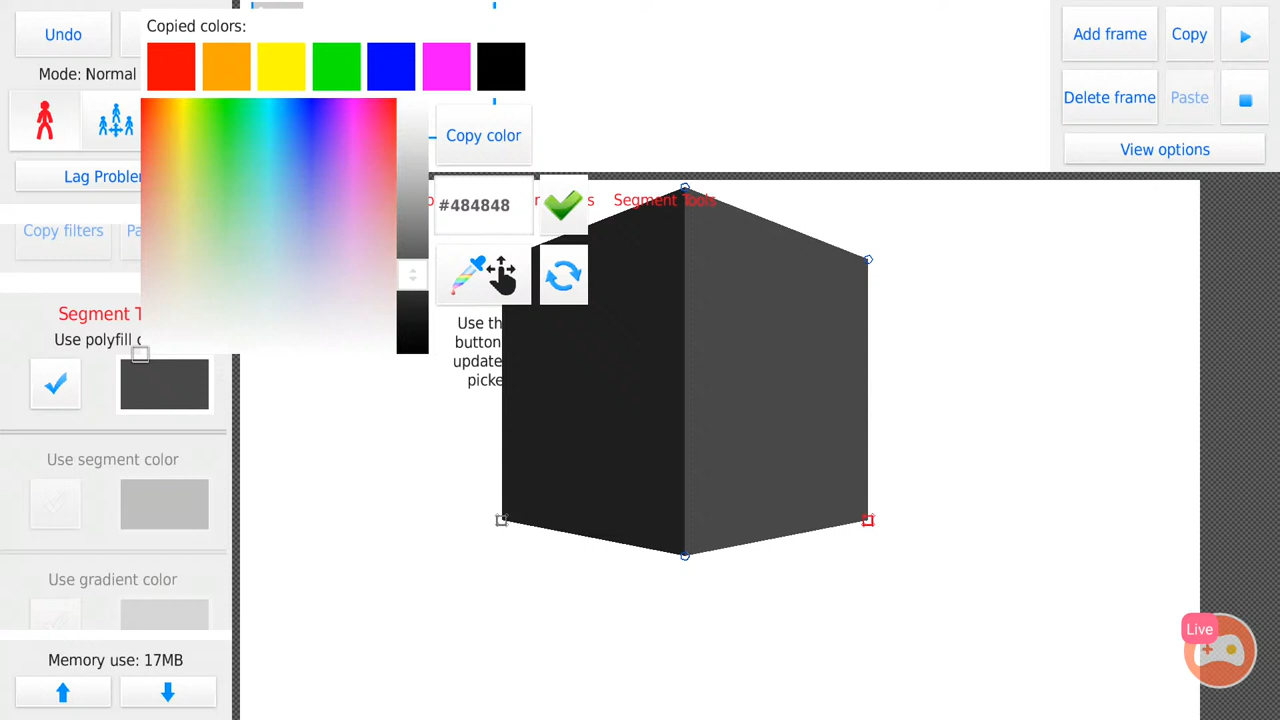 Undo
Mode: Normal
Lag Proble
Copy filters
Pa
Segment T
Use polyfill c
Use segment color
Use gradient color
Memory use: 17MB
Copied colors:
Copy color
#484848
Use th
button
update
picke
Segment Tools
Add frame
Copy
Delete frame
Paste
View options
Live